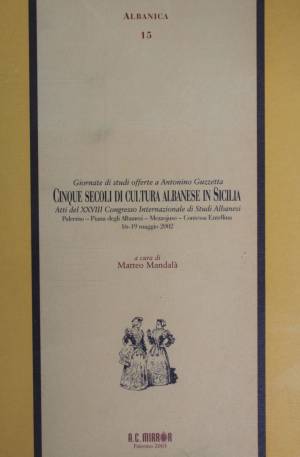 ALBANICA
15
Giornate di studi offerte a Antonino Guzzetta
CINQUE SECOLI DI CULTURA ALBANESE IN SICILIA
Atti del XXVIII Congresso Internazionale di Studi Albanesi
Palermo – Piana degli Albanesi – Mezzojuso – Contessa Entellina
16-19 maggio 2002
a cura di
Matteo Mandalà
A.C. MIRROR
Palermo 2003